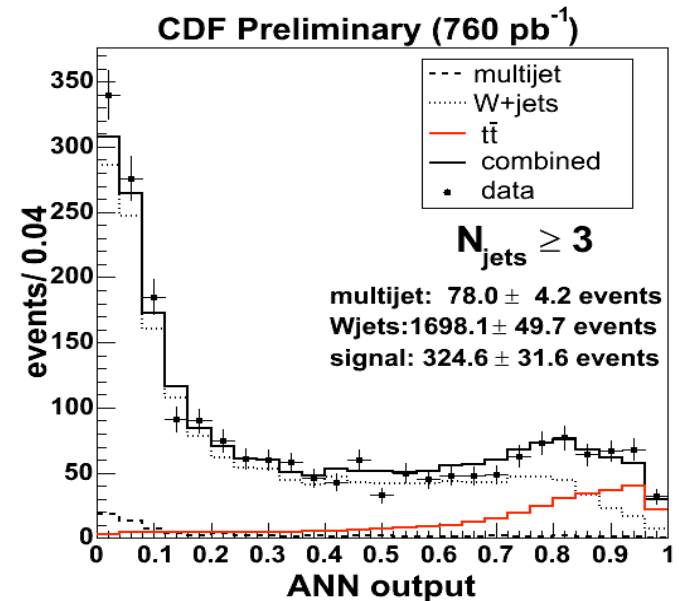 CDF Preliminary (760 pb⁻¹)
multijet
W+jets
tt̄
combined
data
N_jets ≥ 3
multijet: 78.0 ± 4.2 events
Wjets:1698.1± 49.7 events
signal: 324.6 ± 31.6 events
events/ 0.04
350
300
250
200
150
100
50
0
0 0.1 0.2 0.3 0.4 0.5 0.6 0.7 0.8 0.9 1
ANN output